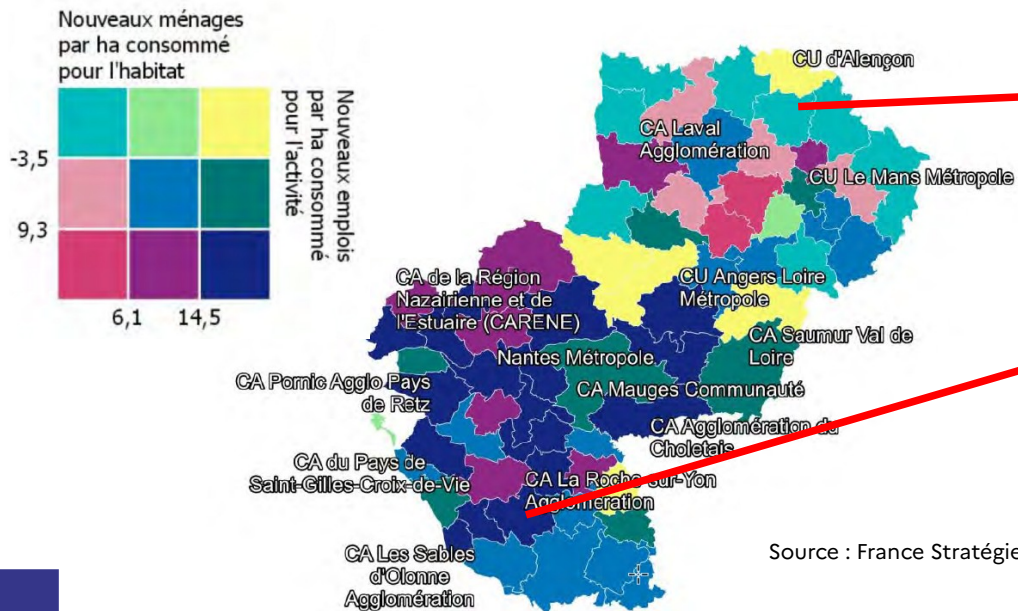 Nouveaux ménages
par ha consommé
pour l'habitat
Nouveaux emplois
par ha consommé
pour l'activité
-3,5
9,3
6,1
14,5
CU d'Alençon
CA Laval
Agglomération
CU Le Mans Métropole
CA de la Région
Nazairienne et de
l'Estuaire (CARENE)
CU Angers Loire
Métropole
CA Saumur Val de
Loire
Nantes Métropole
CA Mauges Communauté
CA Pornic Agglo Pays
de Retz
CA Agglomération du
Choletais
CA du Pays de
Saint-Gilles-Croix-de-Vie
CA La Roche-sur-Yon
Agglomération
CA Les Sables
d'Olonne
Agglomération
Source : France Stratégie